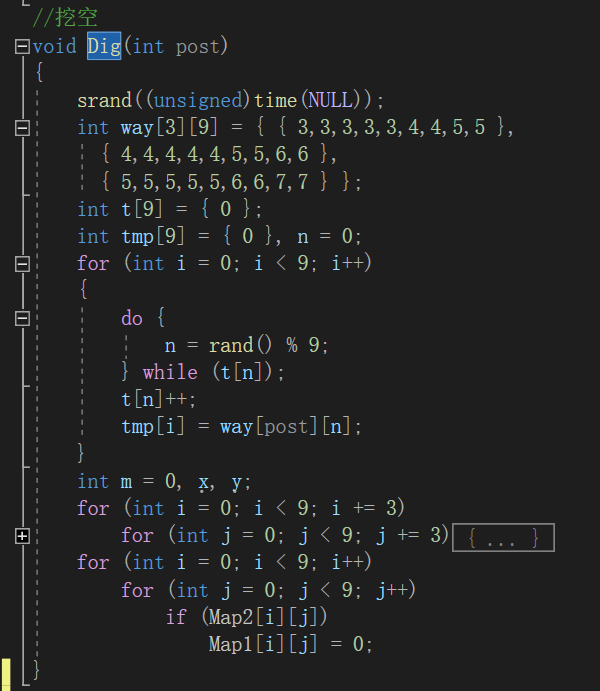 //挖空
void Dig(int post)
{
    srand((unsigned)time(NULL));
    int way[3][9] = { { 3,3,3,3,3,4,4,5,5 },
      { 4,4,4,4,4,5,5,6,6 },
      { 5,5,5,5,5,6,6,7,7 } };
    int t[9] = { 0 };
    int tmp[9] = { 0 }, n = 0;
    for (int i = 0; i < 9; i++)
    {
        do {
            n = rand() % 9;
        } while (t[n]);
        t[n]++;
        tmp[i] = way[post][n];
    }
    int m = 0, x, y;
    for (int i = 0; i < 9; i += 3)
        for (int j = 0; j < 9; j += 3){ ... }
    for (int i = 0; i < 9; i++)
        for (int j = 0; j < 9; j++)
            if (Map2[i][j])
                Map1[i][j] = 0;
}